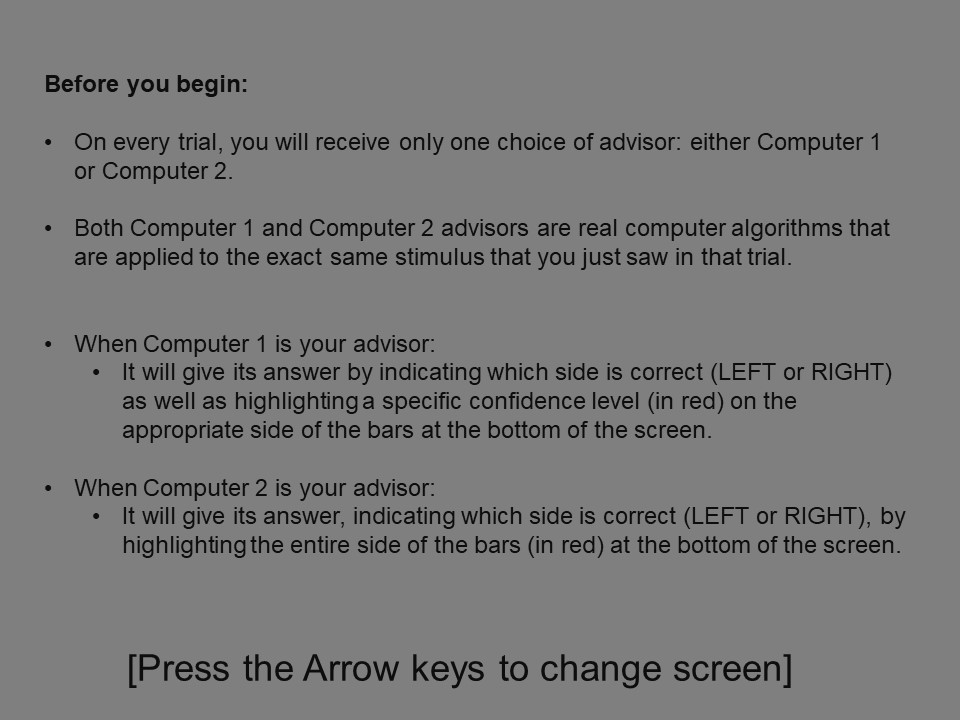 Before you begin:
• On every trial, you will receive only one choice of advisor: either Computer 1
or Computer 2.
• Both Computer 1 and Computer 2 advisors are real computer algorithms that
are applied to the exact same stimulus that you just saw in that trial.
• When Computer 1 is your advisor:
• It will give its answer by indicating which side is correct (LEFT or RIGHT)
as well as highlighting a specific confidence level (in red) on the
appropriate side of the bars at the bottom of the screen.
• When Computer 2 is your advisor:
• It will give its answer, indicating which side is correct (LEFT or RIGHT), by
highlighting the entire side of the bars (in red) at the bottom of the screen.
[Press the Arrow keys to change screen]